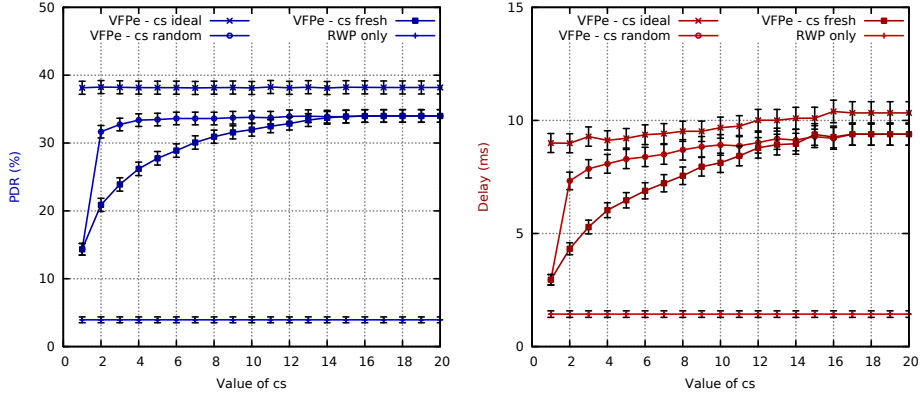 VFPe - cs ideal
VFPe - cs random
VFPe - cs fresh
RWP only
50
40
30
20
10
0
PDR (%)
0 2 4 6 8 10 12 14 16 18 20
Value of cs
VFPe - cs ideal
VFPe - cs random
VFPe - cs fresh
RWP only
15
10
5
0
Delay (ms)
0 2 4 6 8 10 12 14 16 18 20
Value of cs